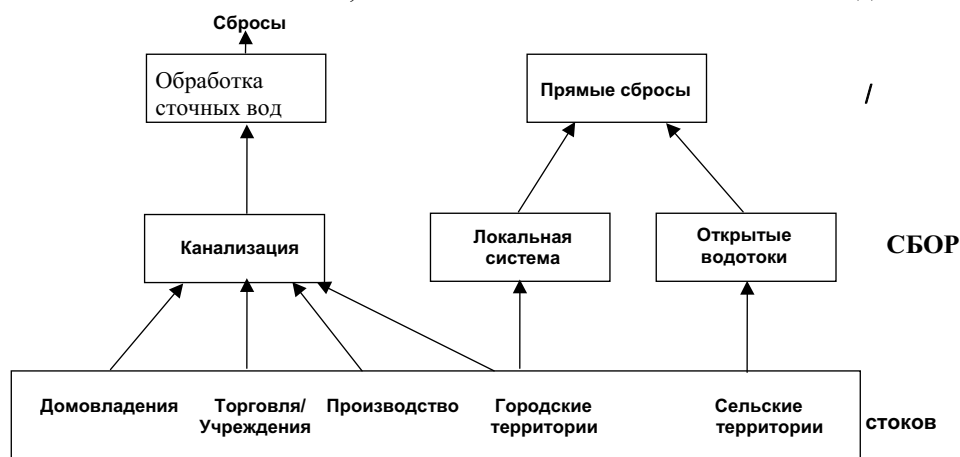 Сбросы
Обработка
сточных вод
Прямые сбросы
/
Канализация
Локальная
система
Открытые
водотоки
СБОР
Домовладения
Торговля/
Учреждения
Производство
Городские
территории
Сельские
территории
стоков